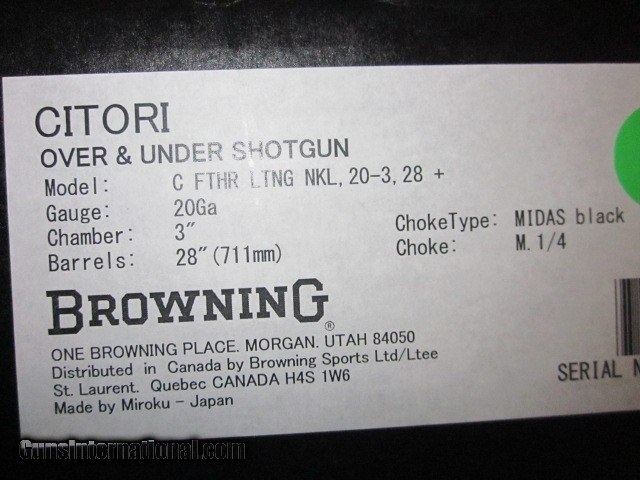 CITORI
OVER & UNDER SHOTGUN
Model: C FTHR LTNG NKL, 20-3, 28 +
Gauge: 20Ga
Chamber: 3"
Barrels: 28" (711mm)
ChokeType: MIDAS black
Choke: M. 1/4
BROWNING®
ONE BROWNING PLACE. MORGAN. UTAH 84050
Distributed in Canada by Browning Sports Ltd/Ltee
St. Laurent. Quebec CANADA H4S 1W6
Made by Miroku - Japan
SERIAL N
GunsInternational.com